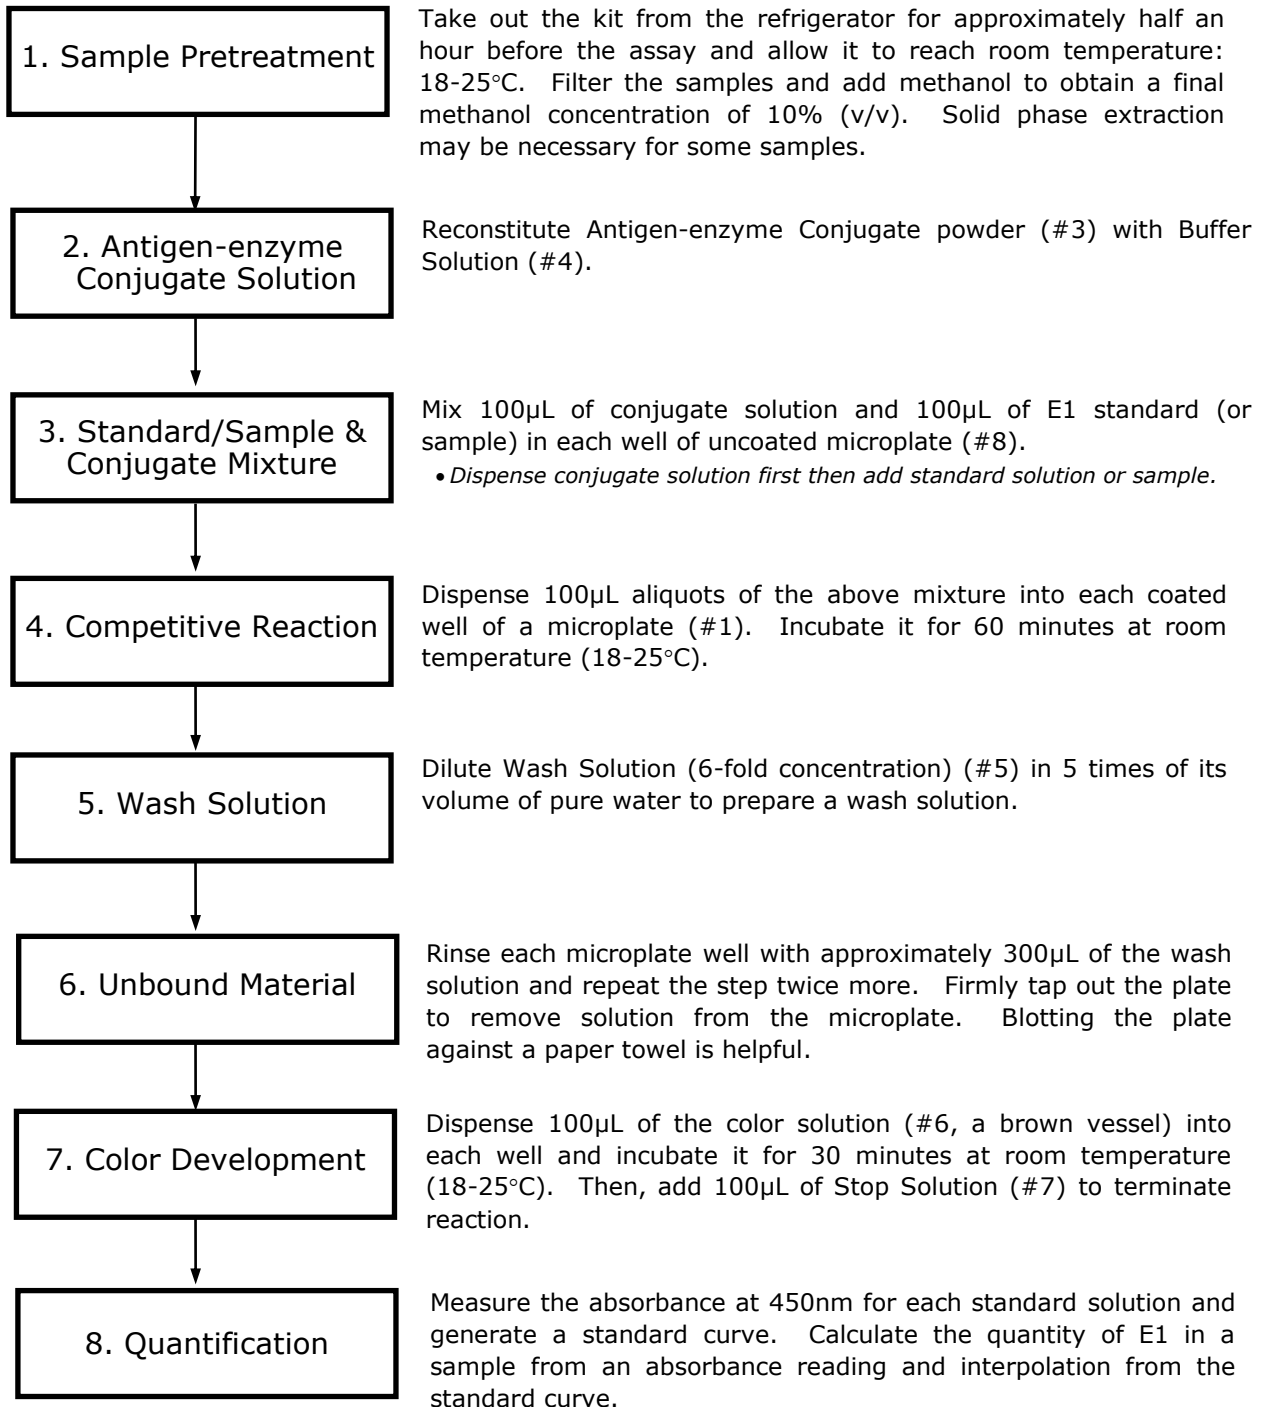 1. Sample Pretreatment
Take out the kit from the refrigerator for approximately half an
hour before the assay and allow it to reach room temperature:
18-25°C. Filter the samples and add methanol to obtain a final
methanol concentration of 10% (v/v). Solid phase extraction
may be necessary for some samples.
2. Antigen-enzyme
Conjugate Solution
Reconstitute Antigen-enzyme Conjugate powder (#3) with Buffer
Solution (#4).
3. Standard/Sample &
Conjugate Mixture
Mix 100µL of conjugate solution and 100µL of E1 standard (or
sample) in each well of uncoated microplate (#8).
• Dispense conjugate solution first then add standard solution or sample.
4. Competitive Reaction
Dispense 100µL aliquots of the above mixture into each coated
well of a microplate (#1). Incubate it for 60 minutes at room
temperature (18-25°C).
5. Wash Solution
Dilute Wash Solution (6-fold concentration) (#5) in 5 times of its
volume of pure water to prepare a wash solution.
6. Unbound Material
Rinse each microplate well with approximately 300µL of the wash
solution and repeat the step twice more. Firmly tap out the plate
to remove solution from the microplate. Blotting the plate
against a paper towel is helpful.
7. Color Development
Dispense 100µL of the color solution (#6, a brown vessel) into
each well and incubate it for 30 minutes at room temperature
(18-25°C). Then, add 100µL of Stop Solution (#7) to terminate
reaction.
8. Quantification
Measure the absorbance at 450nm for each standard solution and
generate a standard curve. Calculate the quantity of E1 in a
sample from an absorbance reading and interpolation from the
standard curve.